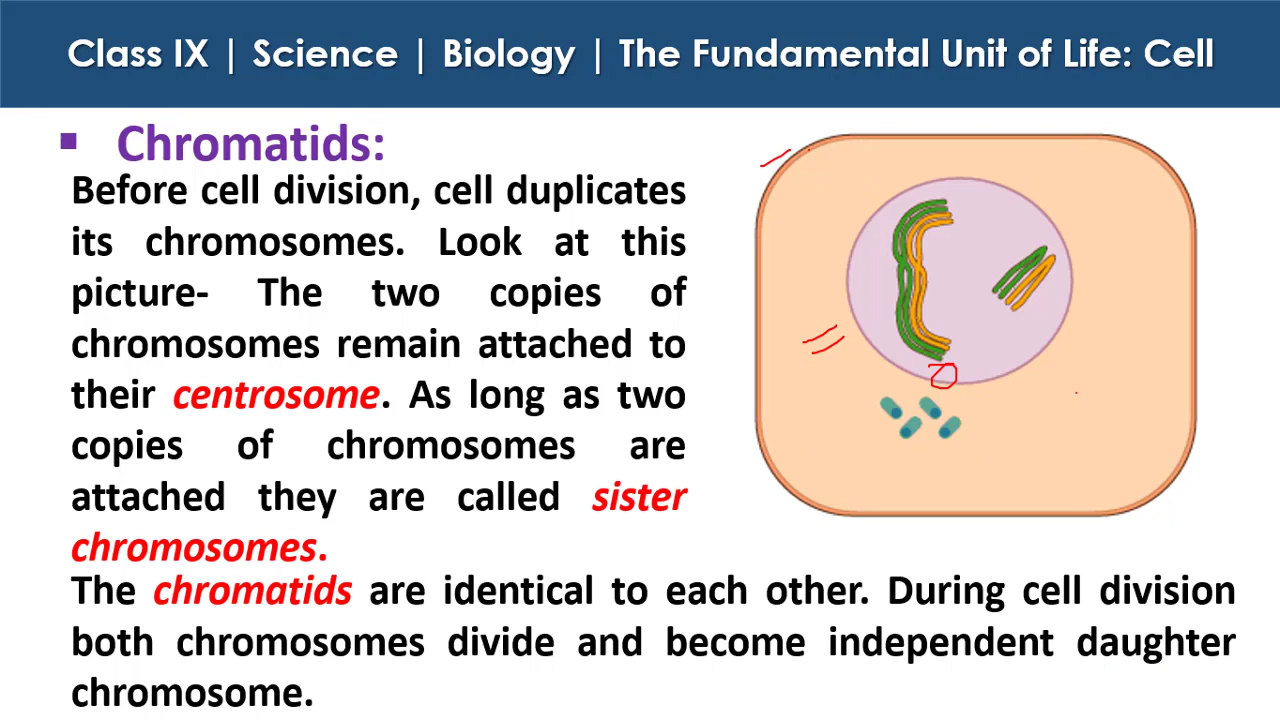 Class IX | Science | Biology | The Fundamental Unit of Life: Cell
▪ Chromatids:
Before cell division, cell duplicates
its chromosomes. Look at this
picture- The two copies of
chromosomes remain attached to
their centrosome. As long as two
copies of chromosomes are
attached they are called sister
chromosomes.
The chromatids are identical to each other. During cell division
both chromosomes divide and become independent daughter
chromosome.